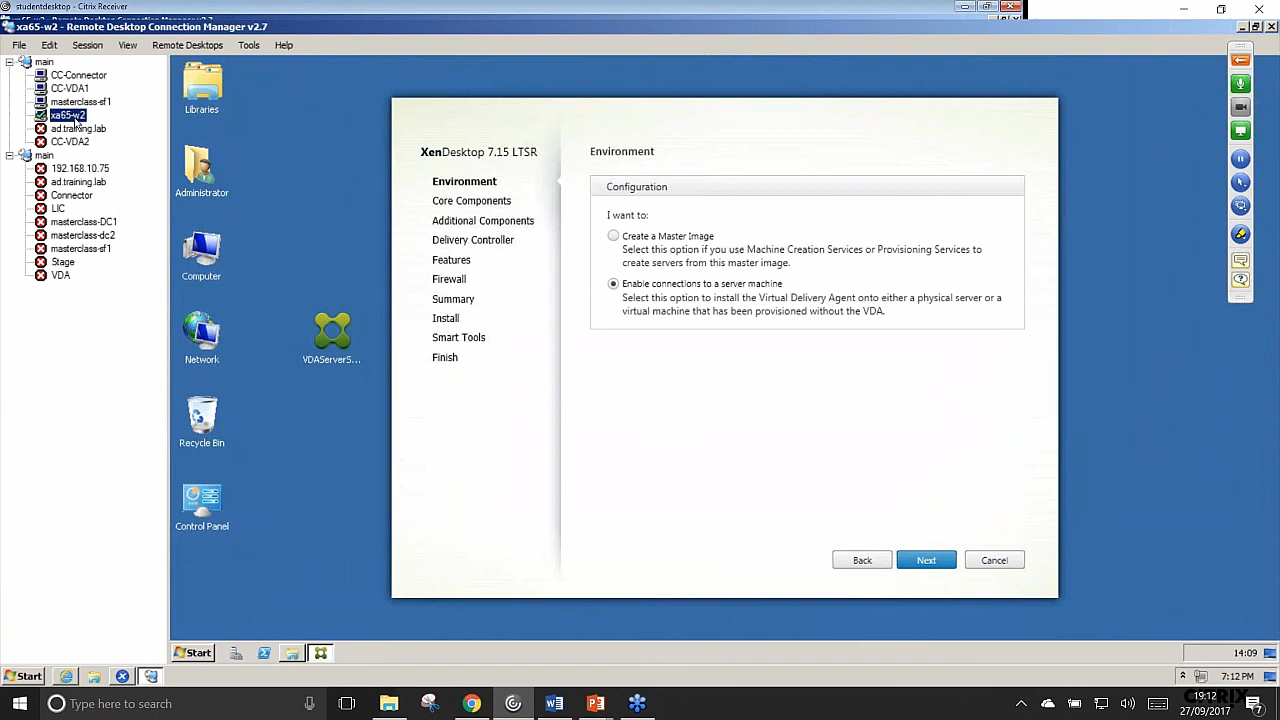 studentdesktop - Citrix Receiver
xa65-w2 - Remote Desktop Connection Manager v2.7
File Edit Session View Remote Desktops Tools Help
main
CC-Connector
CC-VDA1
masterclass-sf1
xa65-w2
ad.training.lab
CC-VDA2
main
192.168.10.75
ad.training.lab
Connector
LIC
masterclass-DC1
masterclass-dc2
masterclass-sf1
Stage
VDA
Libraries
Administrator
Computer
Network
VDAServerS...
Recycle Bin
Control Panel
XenDesktop 7.15 LTSR
Environment
Core Components
Additional Components
Delivery Controller
Features
Firewall
Summary
Install
Smart Tools
Finish
Environment
Configuration
I want to:
Create a Master Image
Select this option if you use Machine Creation Services or Provisioning Services to
create servers from this master image.
Enable connections to a server machine
Select this option to install the Virtual Delivery Agent onto either a physical server or a
virtual machine that has been provisioned without the VDA.
Back Next Cancel
Start 14:09
Start 7:12 PM
Type here to search
19:12
27/09/2017
CITRIX